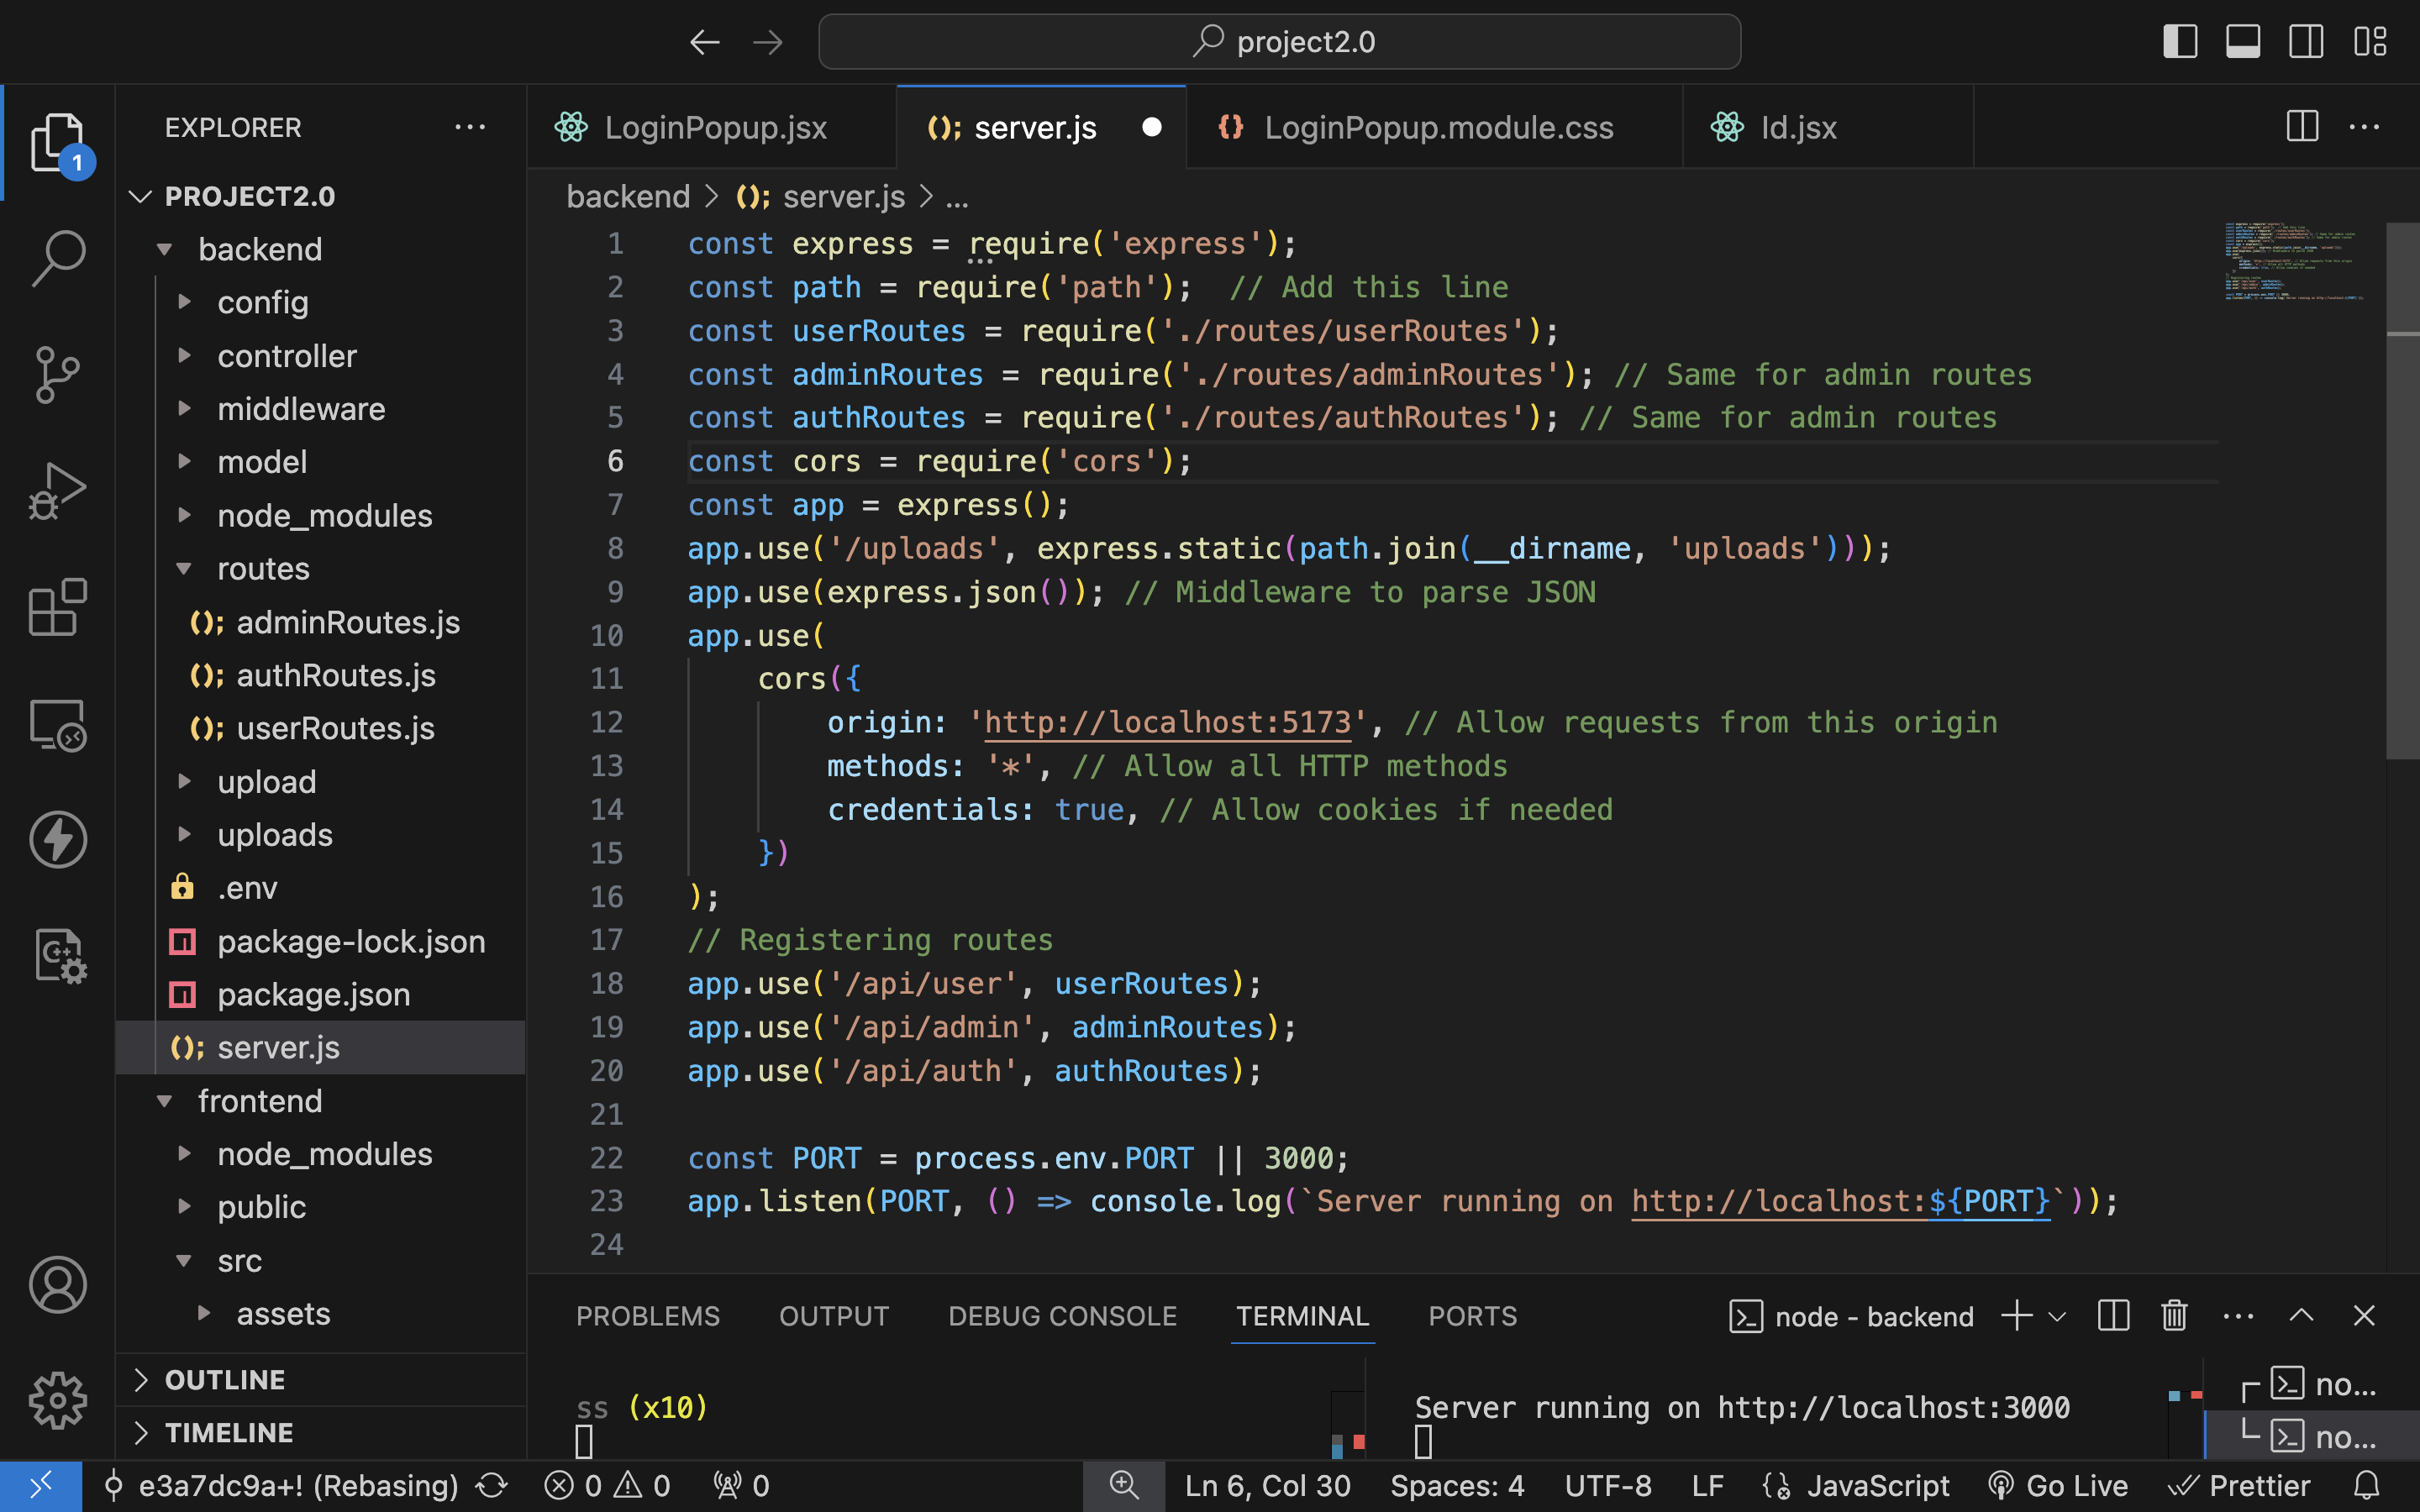 project2.0
EXPLORER
LoginPopup.jsx
server.js
LoginPopup.module.css
Id.jsx
1
PROJECT2.0
backend
config
controller
middleware
model
node_modules
routes
adminRoutes.js
authRoutes.js
userRoutes.js
upload
uploads
.env
package-lock.json
package.json
server.js
frontend
node_modules
public
src
assets
OUTLINE
TIMELINE
backend > server.js > ...
1 const express = require('express');
2 const path = require('path');  // Add this line
3 const userRoutes = require('./routes/userRoutes');
4 const adminRoutes = require('./routes/adminRoutes'); // Same for admin routes
5 const authRoutes = require('./routes/authRoutes'); // Same for admin routes
6 const cors = require('cors');
7 const app = express();
8 app.use('/uploads', express.static(path.join(__dirname, 'uploads')));
9 app.use(express.json()); // Middleware to parse JSON
10 app.use(
11     cors({
12         origin: 'http://localhost:5173', // Allow requests from this origin
13         methods: '*', // Allow all HTTP methods
14         credentials: true, // Allow cookies if needed
15     })
16 );
17 // Registering routes
18 app.use('/api/user', userRoutes);
19 app.use('/api/admin', adminRoutes);
20 app.use('/api/auth', authRoutes);
21
22 const PORT = process.env.PORT || 3000;
23 app.listen(PORT, () => console.log(`Server running on http://localhost:${PORT}`));
24
PROBLEMS OUTPUT DEBUG CONSOLE TERMINAL PORTS
node - backend
ss (x10)
Server running on http://localhost:3000
no...
no...
e3a7dc9a+! (Rebasing) 0 0 0 Ln 6, Col 30 Spaces: 4 UTF-8 LF JavaScript Go Live Prettier